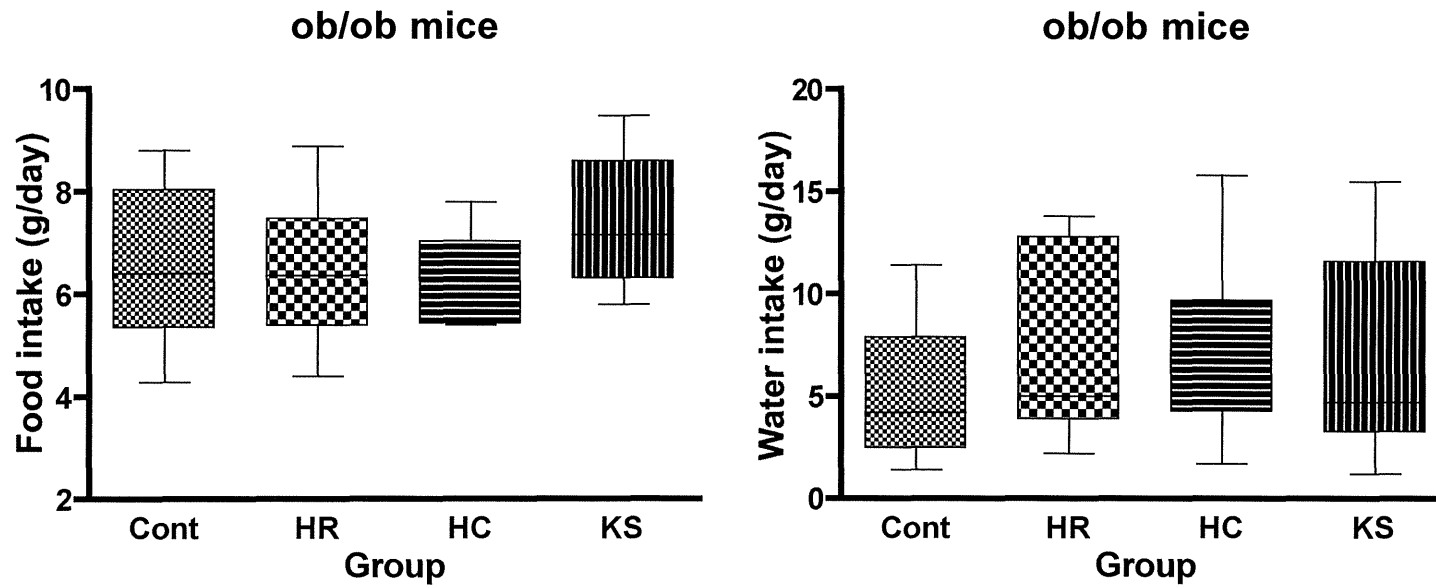 ob/ob mice
Food intake (g/day)
10
8
6
4
2
Cont HR HC KS
Group
ob/ob mice
Water intake (g/day)
20
15
10
5
0
Cont HR HC KS
Group